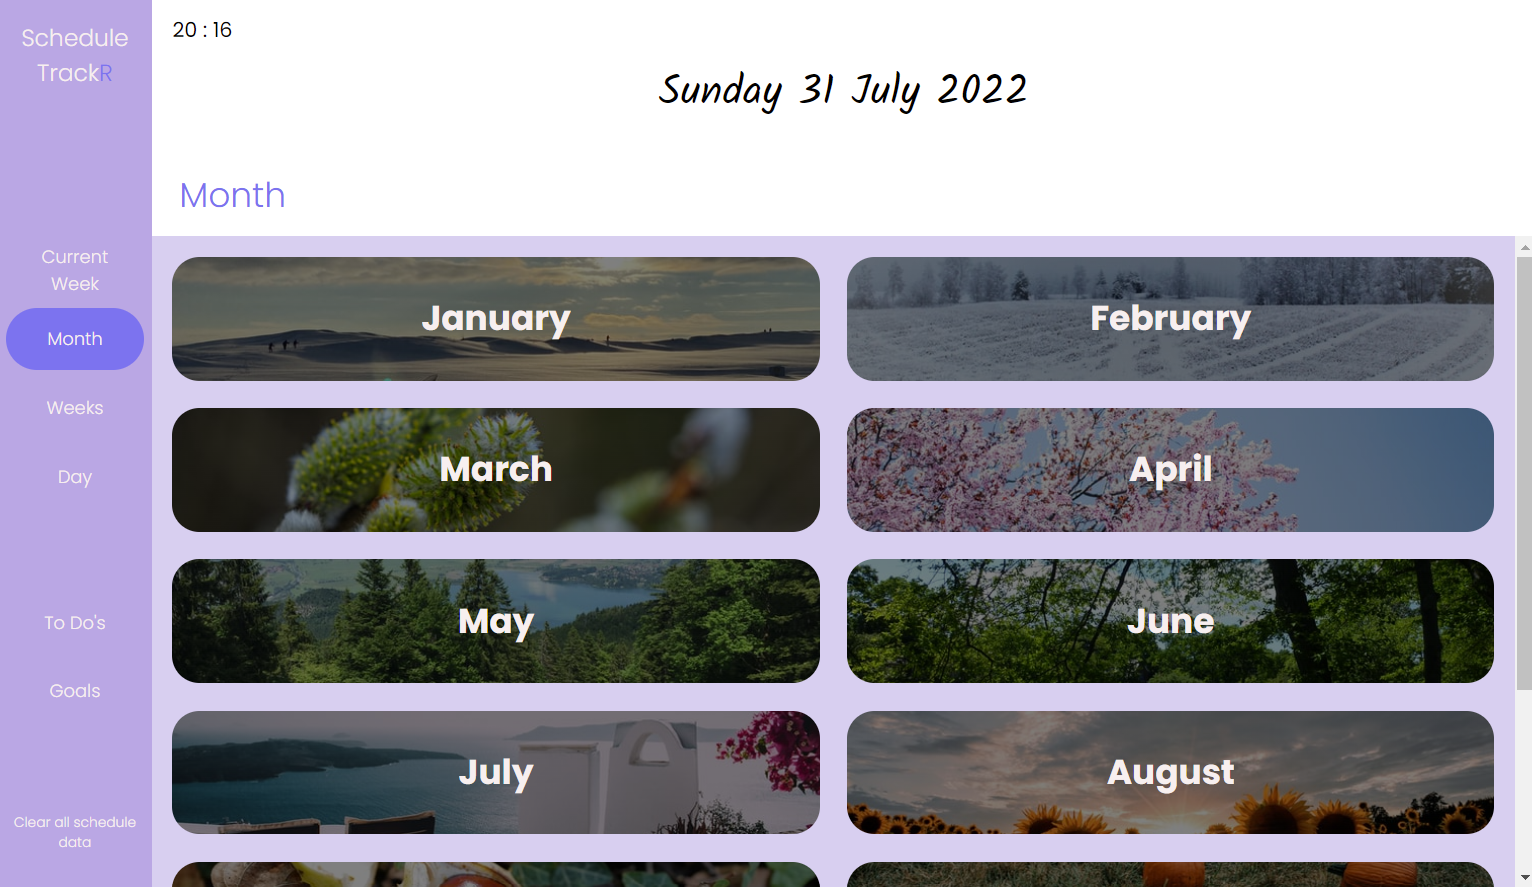 Schedule
TrackR
Current
Week
Month
Weeks
Day
To Do's
Goals
Clear all schedule
data
20 : 16
Sunday 31 July 2022
Month
January
February
March
April
May
June
July
August